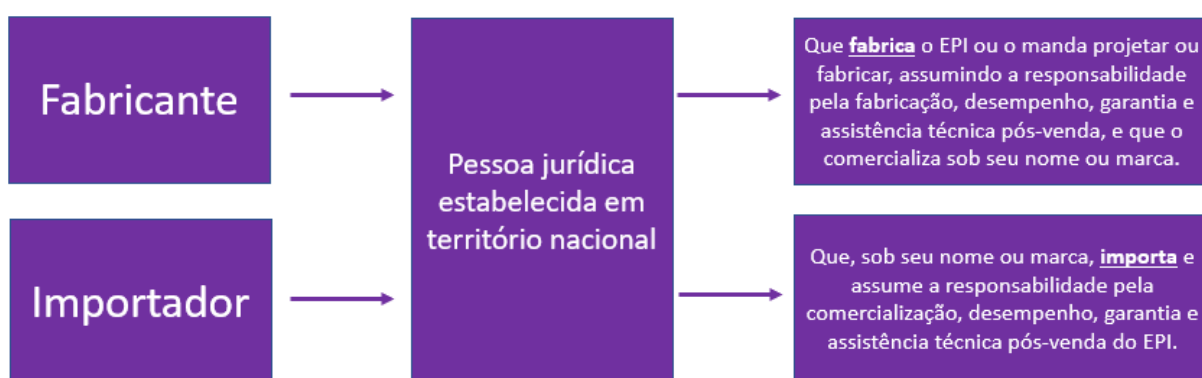 Fabricante
Importador
Pessoa jurídica
estabelecida em
território nacional
Que fabrica o EPI ou o manda projetar ou
fabricar, assumindo a responsabilidade
pela fabricação, desempenho, garantia e
assistência técnica pós-venda, e que o
comercializa sob seu nome ou marca.
Que, sob seu nome ou marca, importa e
assume a responsabilidade pela
comercialização, desempenho, garantia e
assistência técnica pós-venda do EPI.